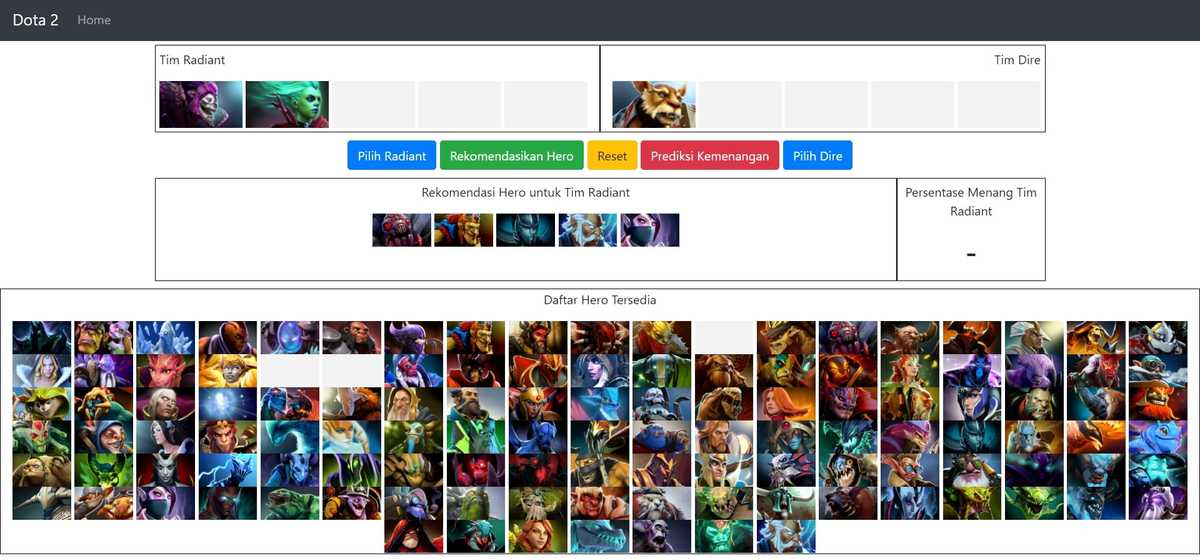 Dota 2 Home
Tim Radiant Tim Dire
Pilih Radiant Rekomendasikan Hero Reset Prediksi Kemenangan Pilih Dire
Rekomendasi Hero untuk Tim Radiant
Persentase Menang Tim
Radiant
-
Daftar Hero Tersedia